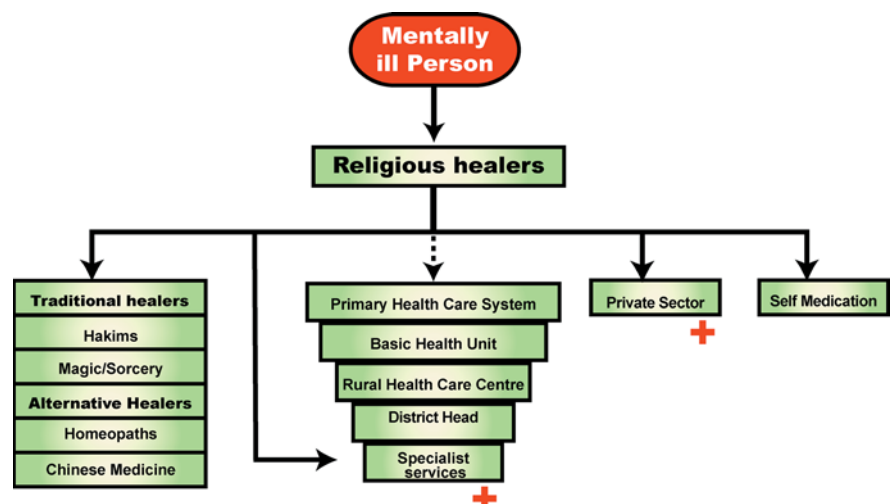 Mentally
ill Person
Religious healers
Traditional healers
Hakims
Magic/Sorcery
Alternative Healers
Homeopaths
Chinese Medicine
Primary Health Care System
Basic Health Unit
Rural Health Care Centre
District Head
Specialist
services
Private Sector
Self Medication